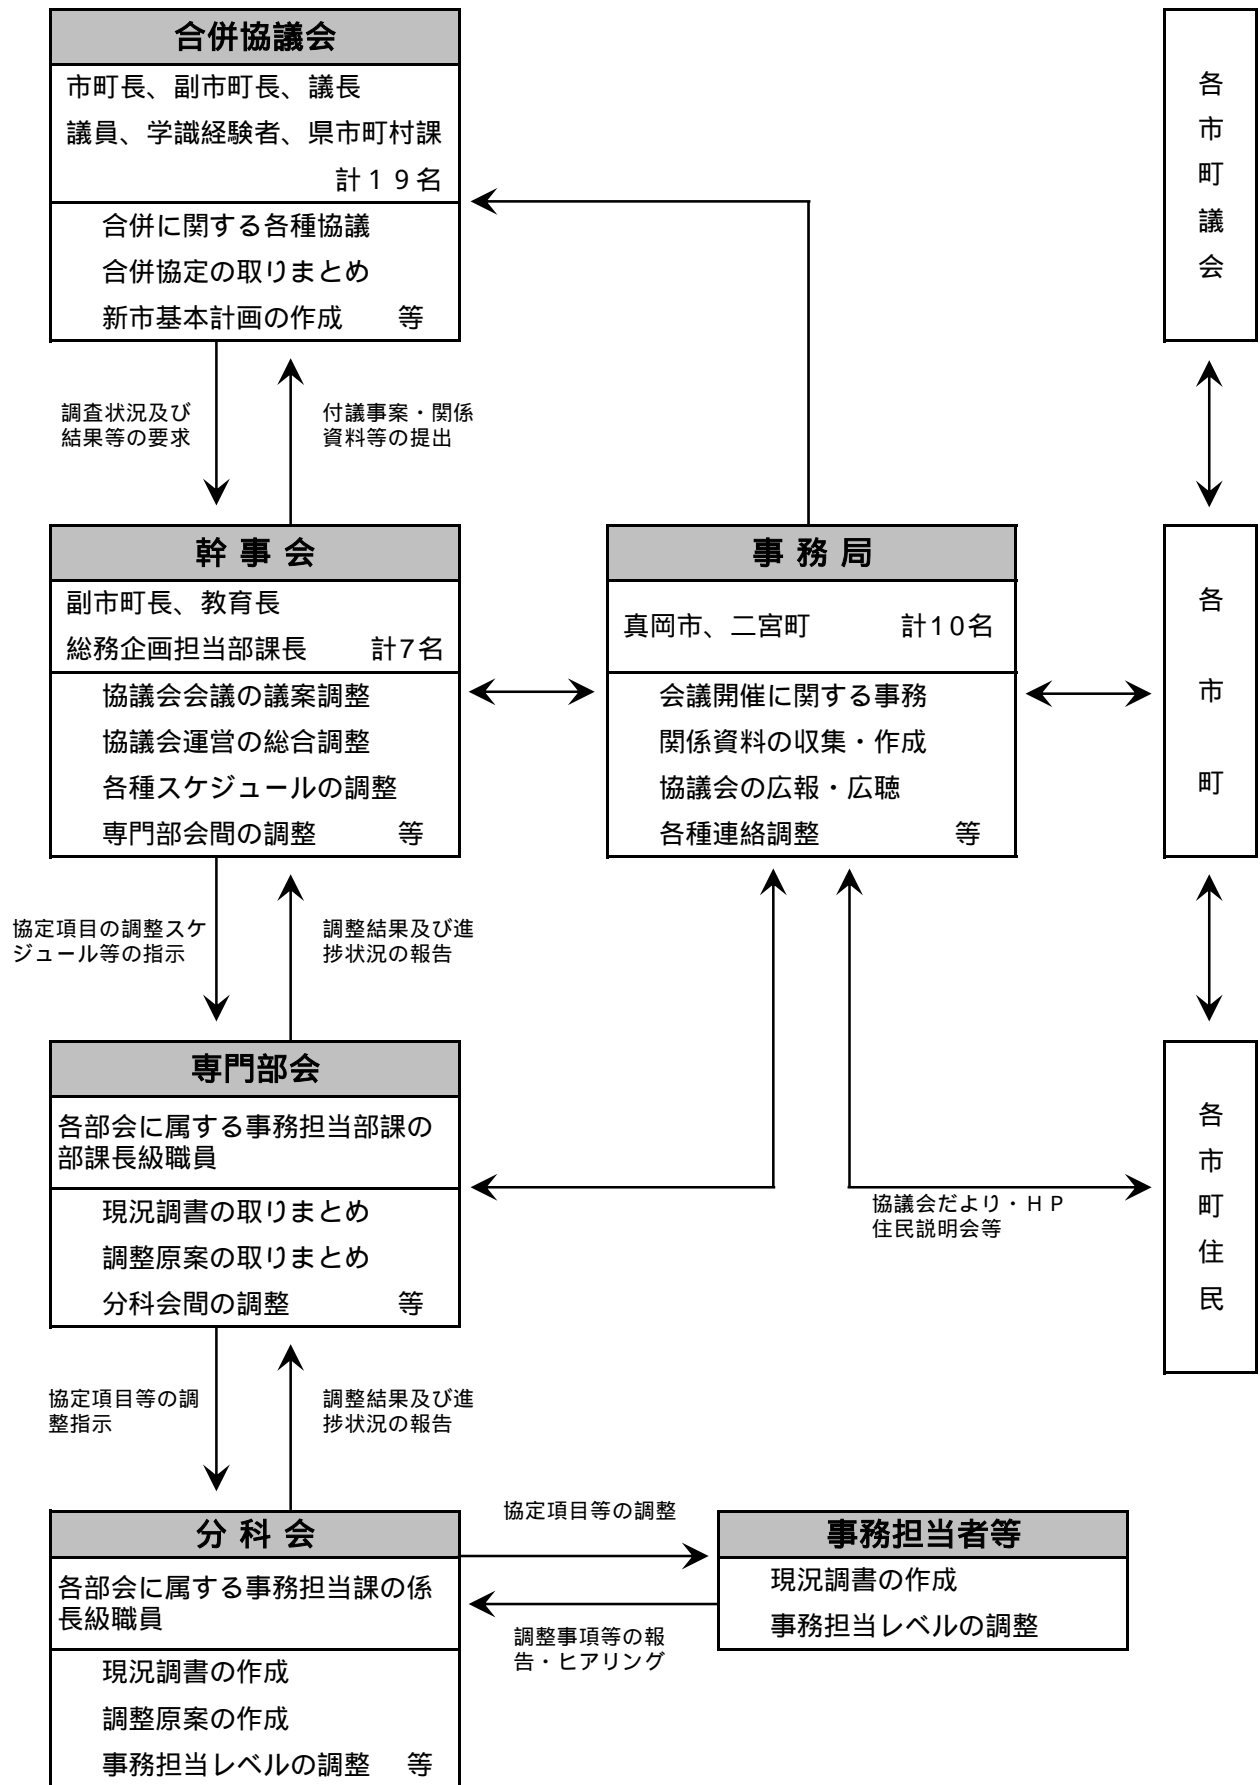 合併協議会
市町長、副市町長、議長
議員、学識経験者、県市町村課
計１９名
合併に関する各種協議
合併協定の取りまとめ
新市基本計画の作成　　等
各市町議会
調査状況及び
結果等の要求
付議事案・関係
資料等の提出
幹 事 会
副市町長、教育長
総務企画担当部課長　　計7名
協議会会議の議案調整
協議会運営の総合調整
各種スケジュールの調整
専門部会間の調整　　　等
事 務 局
真岡市、二宮町　　　計10名
会議開催に関する事務
関係資料の収集・作成
協議会の広報・広聴
各種連絡調整　　　　　等
各市町
協定項目の調整スケ
ジュール等の指示
調整結果及び進
捗状況の報告
専門部会
各部会に属する事務担当部課の
部課長級職員
現況調書の取りまとめ
調整原案の取りまとめ
分科会間の調整　　　　等
協議会だより・ＨＰ
住民説明会等
各市町住民
協定項目等の調
整指示
調整結果及び進
捗状況の報告
分 科 会
各部会に属する事務担当課の係
長級職員
現況調書の作成
調整原案の作成
事務担当レベルの調整　等
協定項目等の調整
調整事項等の報
告・ヒアリング
事務担当者等
現況調書の作成
事務担当レベルの調整